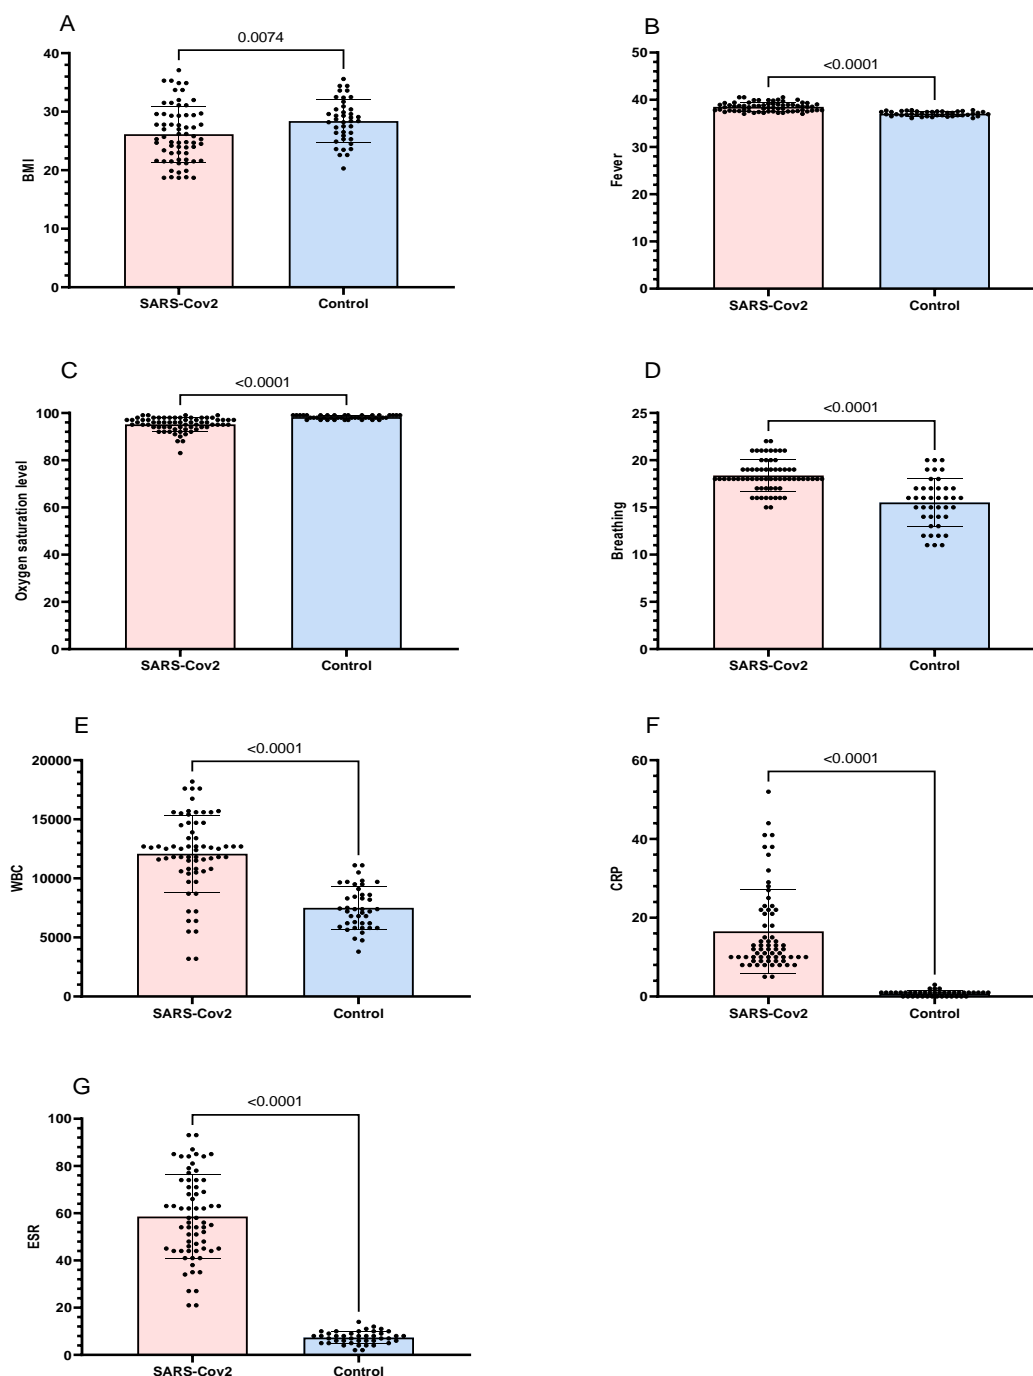 A
0.0074
40
30
20
10
0
BMI
SARS-Cov2
Control
B
<0.0001
50
40
30
20
10
0
Fever
SARS-Cov2
Control
C
<0.0001
100
80
60
40
20
0
Oxygen saturation level
SARS-Cov2
Control
D
<0.0001
25
20
15
10
5
0
Breathing
SARS-Cov2
Control
E
<0.0001
20000
15000
10000
5000
0
WBC
SARS-Cov2
Control
F
<0.0001
60
40
20
0
CRP
SARS-Cov2
Control
G
<0.0001
100
80
60
40
20
0
ESR
SARS-Cov2
Control